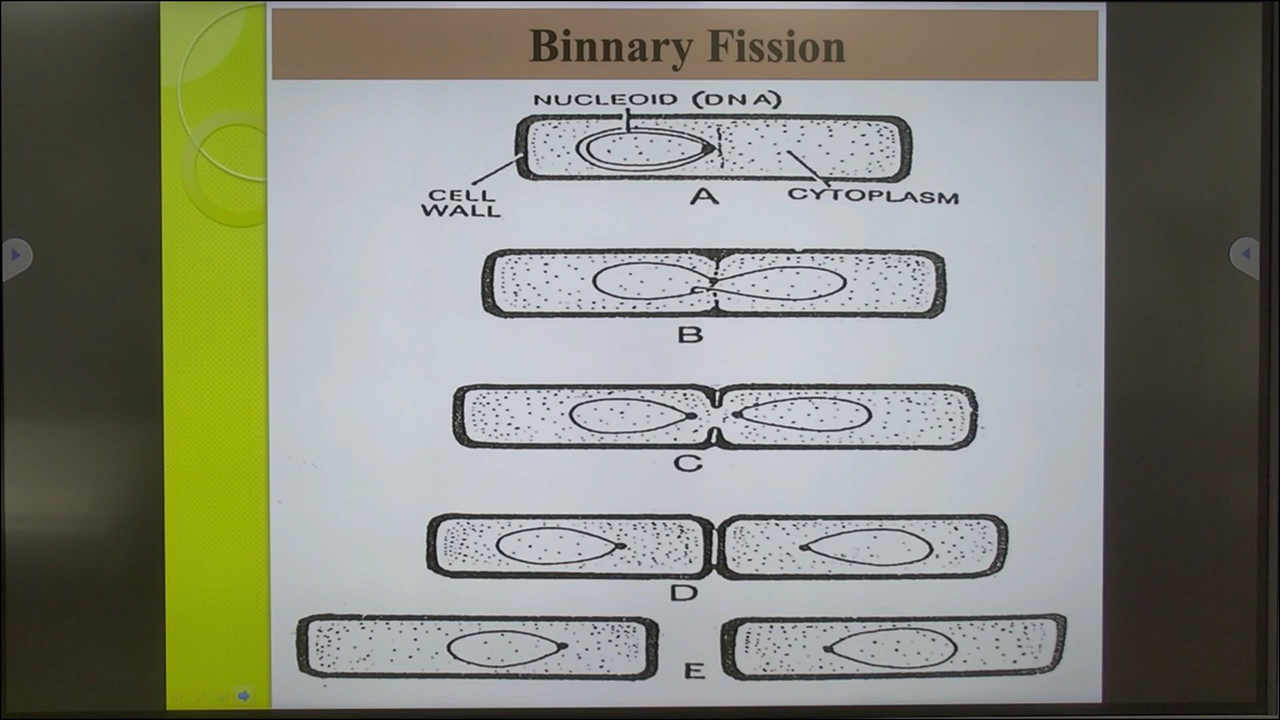 Binnary Fission
NUCLEOID (DNA)
CELL
WALL
A
CYTOPLASM
B
C
D
E